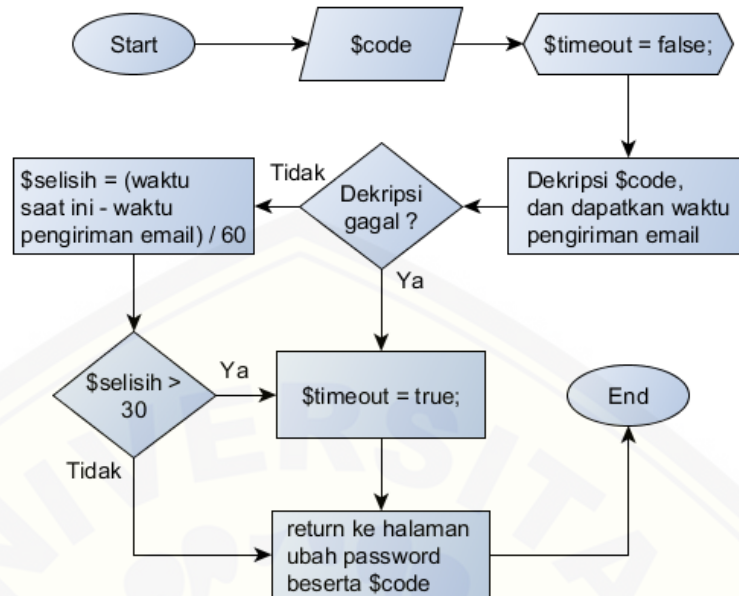 Start
$code
$timeout = false;
Dekripsi $code,
dan dapatkan waktu
pengiriman email
Dekripsi
gagal ?
Tidak
Ya
$selisih = (waktu
saat ini - waktu
pengiriman email) / 60
$selisih >
30
Ya
Tidak
$timeout = true;
return ke halaman
ubah password
beserta $code
End